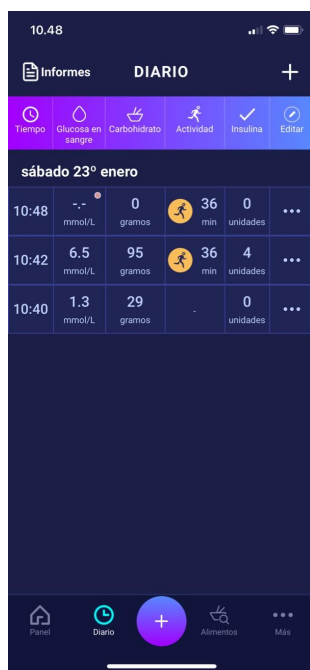 10.48
Informes
DIARIO
+
Tiempo Glucosa en sangre Carbohidrato Actividad Insulina Editar
sábado 23º enero
10:48 -.- mmol/L 0 gramos 36 min 0 unidades
10:42 6.5 mmol/L 95 gramos 36 min 4 unidades
10:40 1.3 mmol/L 29 gramos - 0 unidades
Panel Diario + Alimentos Más